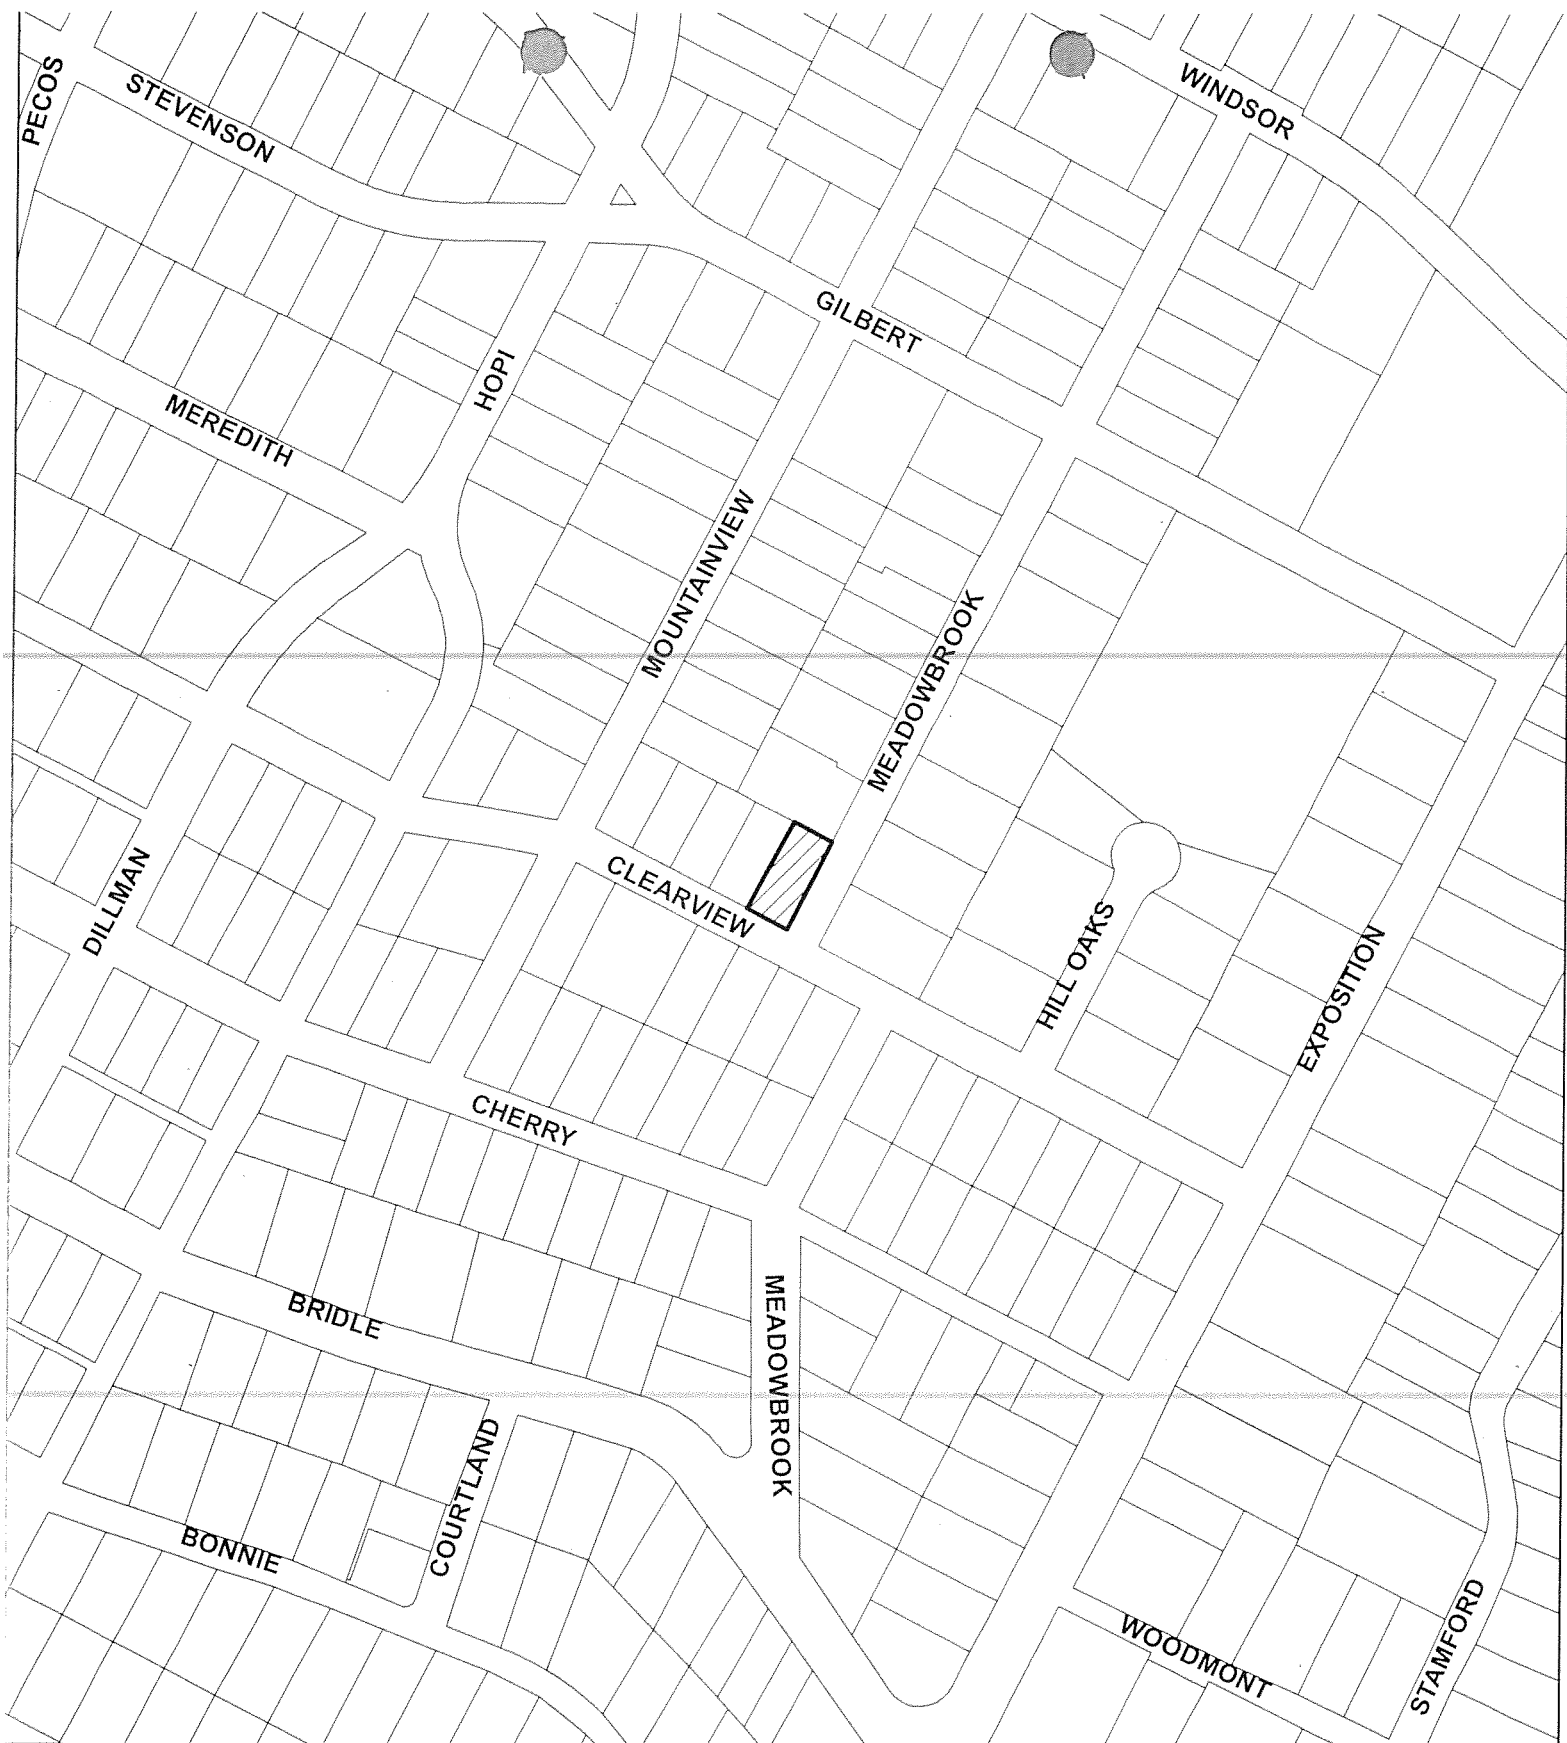 PECOS
STEVENSON
WINDSOR
GILBERT
HOPI
MEREDITH
MOUNTAINVIEW
MEADOWBROOK
CLEARVIEW
DILLMAN
HILL OAKS
EXPOSITION
CHERRY
BRIDLE
MEADOWBROOK
COURTLAND
BONNIE
WOODMONT
STAMFORD